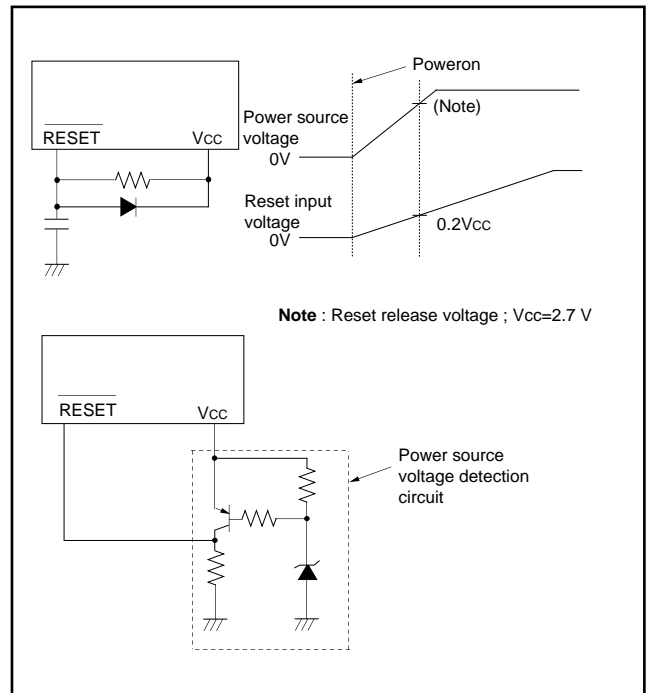 Poweron
RESET VCC
Power source
voltage
0V
(Note)
Reset input
voltage
0V
0.2VCC
Note : Reset release voltage ; Vcc=2.7 V
RESET VCC
Power source
voltage detection
circuit